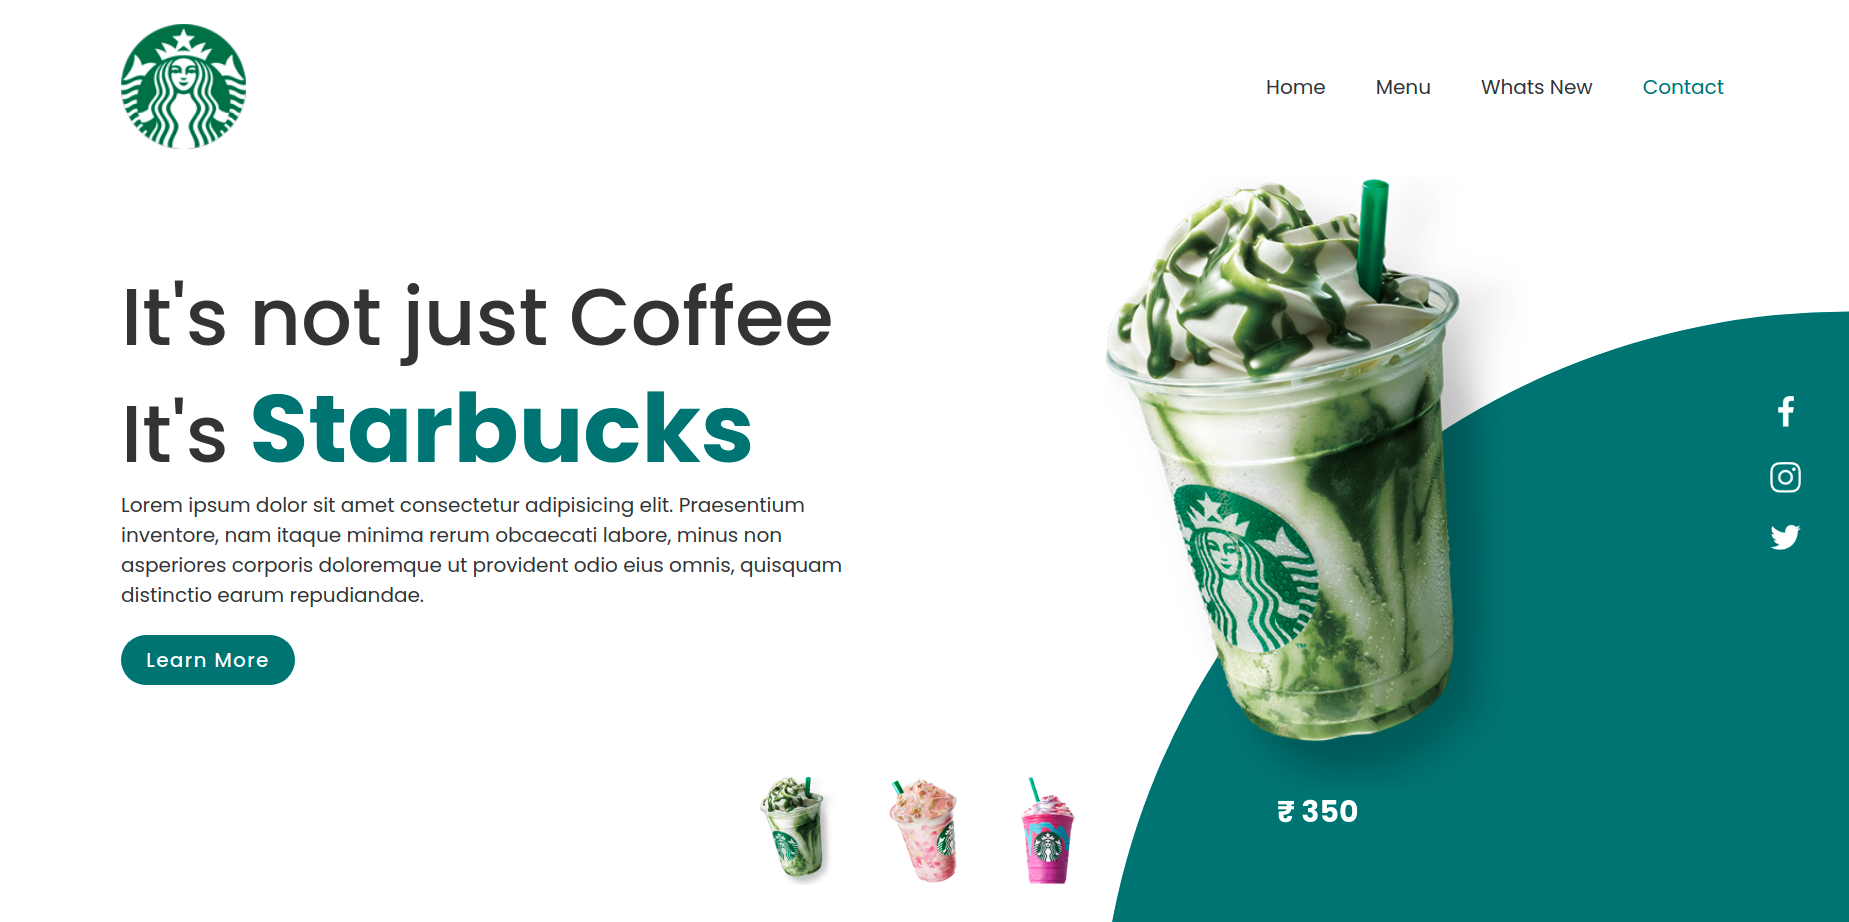 Home Menu Whats New Contact
It's not just Coffee
It's Starbucks
Lorem ipsum dolor sit amet consectetur adipisicing elit. Praesentium
inventore, nam itaque minima rerum obcaecati labore, minus non
asperiores corporis doloremque ut provident odio eius omnis, quisquam
distinctio earum repudiandae.
Learn More
TM
₹ 350